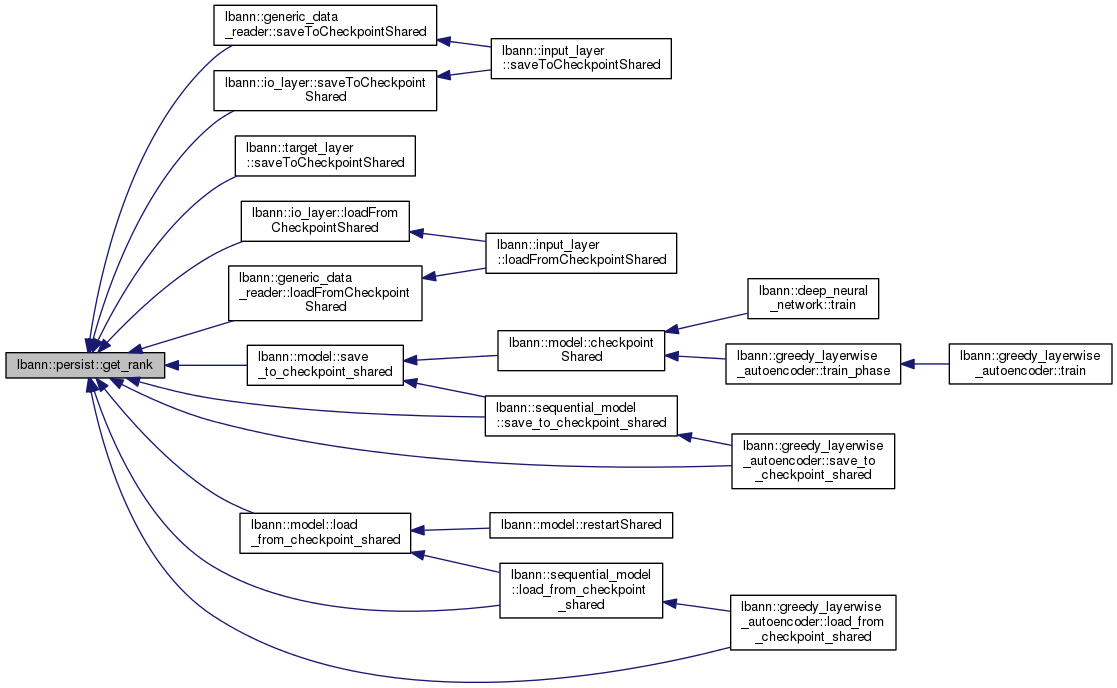 lbann::generic_data
_reader::saveToCheckpointShared
lbann::input_layer
::saveToCheckpointShared
lbann::io_layer::saveToCheckpoint
Shared
lbann::target_layer
::saveToCheckpointShared
lbann::io_layer::loadFrom
CheckpointShared
lbann::input_layer
::loadFromCheckpointShared
lbann::generic_data
_reader::loadFromCheckpoint
Shared
lbann::deep_neural
_network::train
lbann::persist::get_rank
lbann::model::save
_to_checkpoint_shared
lbann::model::checkpoint
Shared
lbann::greedy_layerwise
_autoencoder::train_phase
lbann::greedy_layerwise
_autoencoder::train
lbann::sequential_model
::save_to_checkpoint_shared
lbann::greedy_layerwise
_autoencoder::save_to
_checkpoint_shared
lbann::model::load
_from_checkpoint_shared
lbann::model::restartShared
lbann::sequential_model
::load_from_checkpoint
_shared
lbann::greedy_layerwise
_autoencoder::load_from
_checkpoint_shared